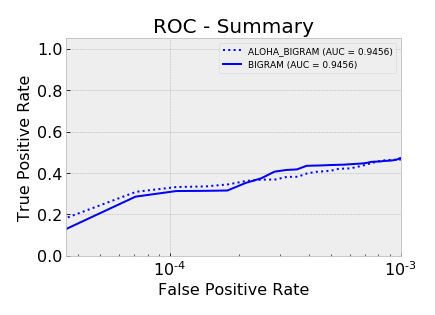 ROC - Summary
ALOHA_BIGRAM (AUC = 0.9456)
BIGRAM (AUC = 0.9456)
True Positive Rate
1.0
0.8
0.6
0.4
0.2
0.0
10-4 10-3
False Positive Rate